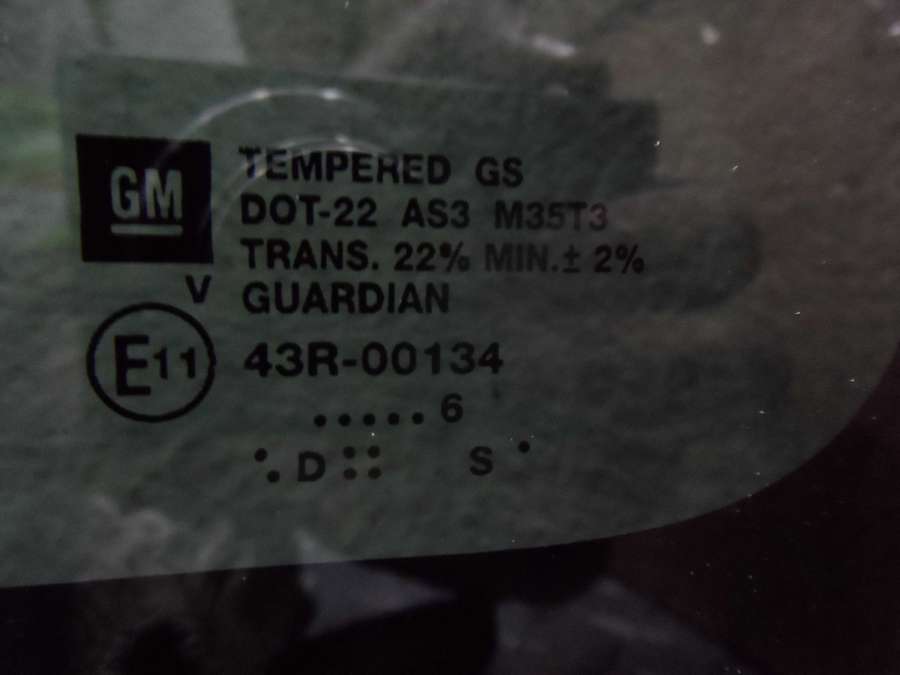 GM
TEMPERED GS
DOT-22 AS3 M35T3
TRANS. 22% MIN.± 2%
V GUARDIAN
E11 43R-00134
.....6
D :: S